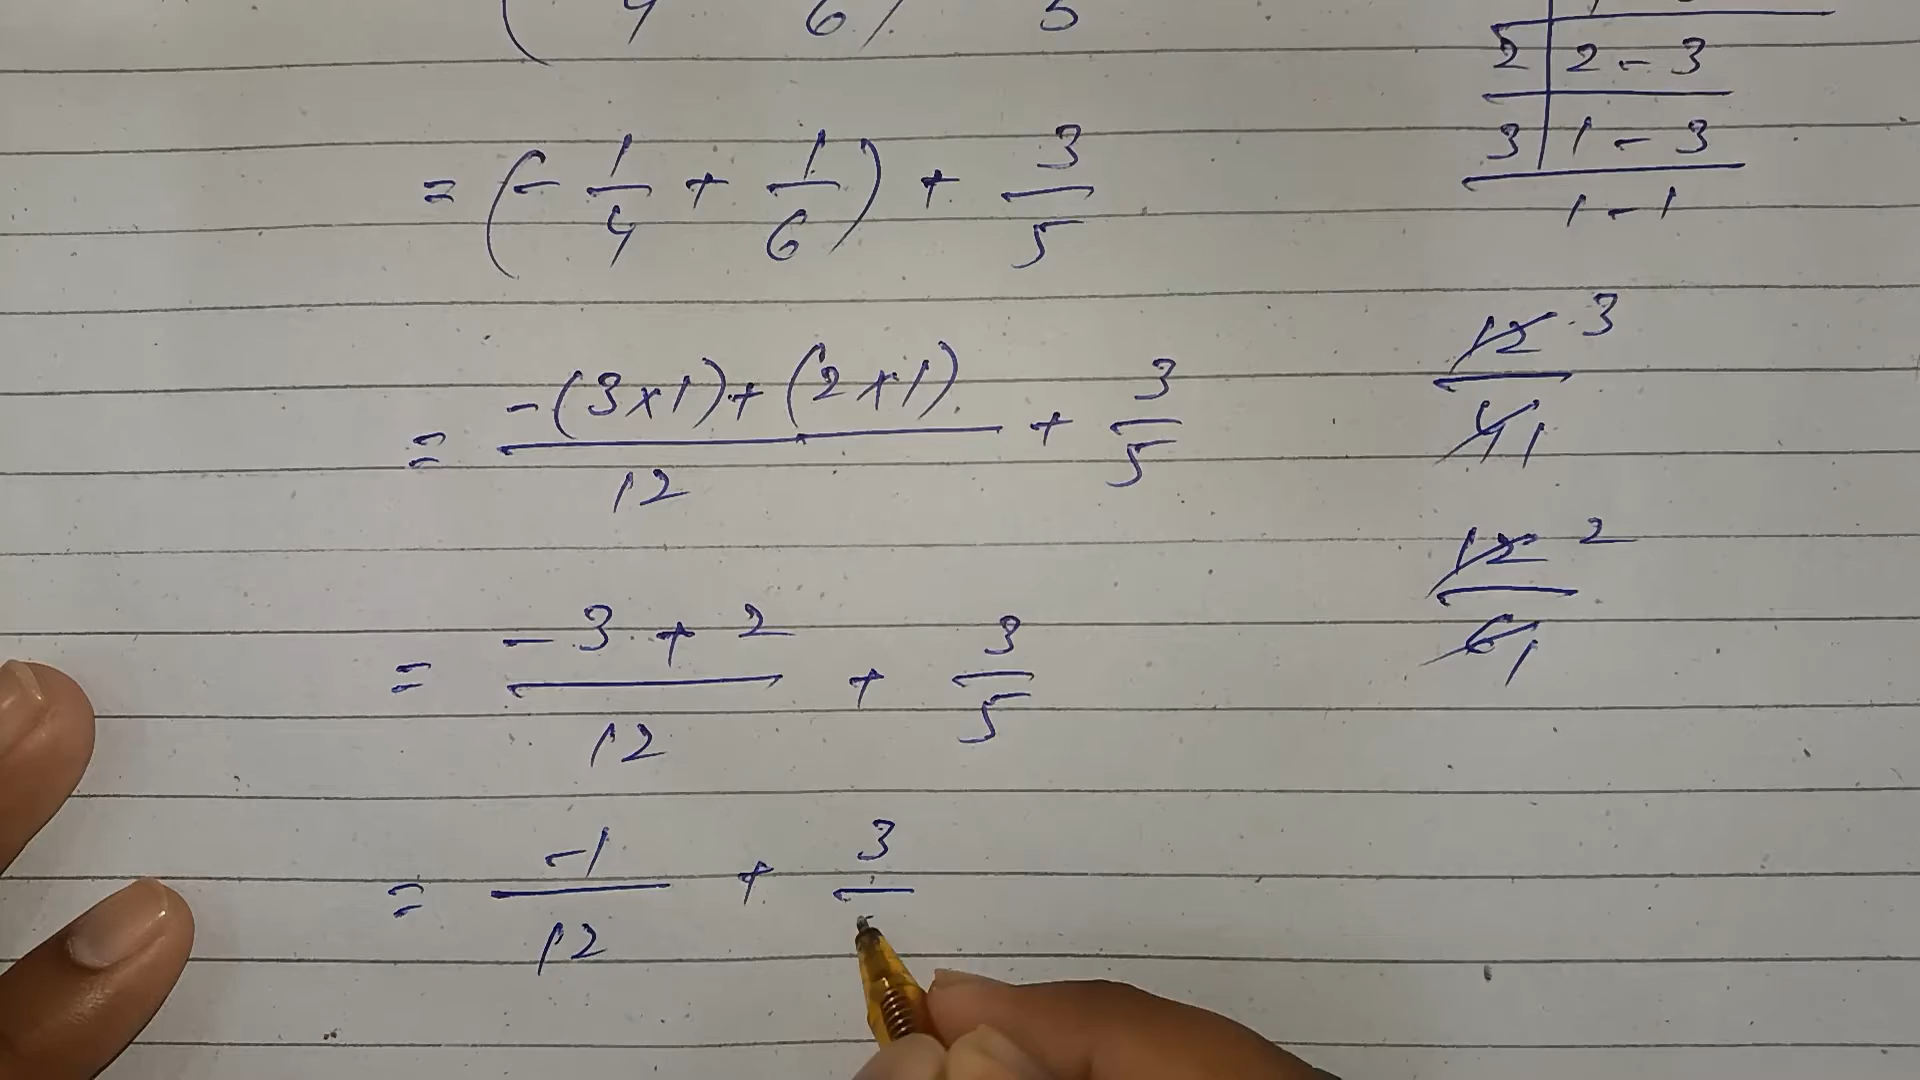 = (- 1/4 + 1/6) + 3/5
= -(3×1)+(2×1)/12 + 3/5
= -3+2/12 + 3/5
= -1/12 + 3/
2 | 2 - 3
3 | 1 - 3
1 - 1
12 3
4 1
12 2
6 1